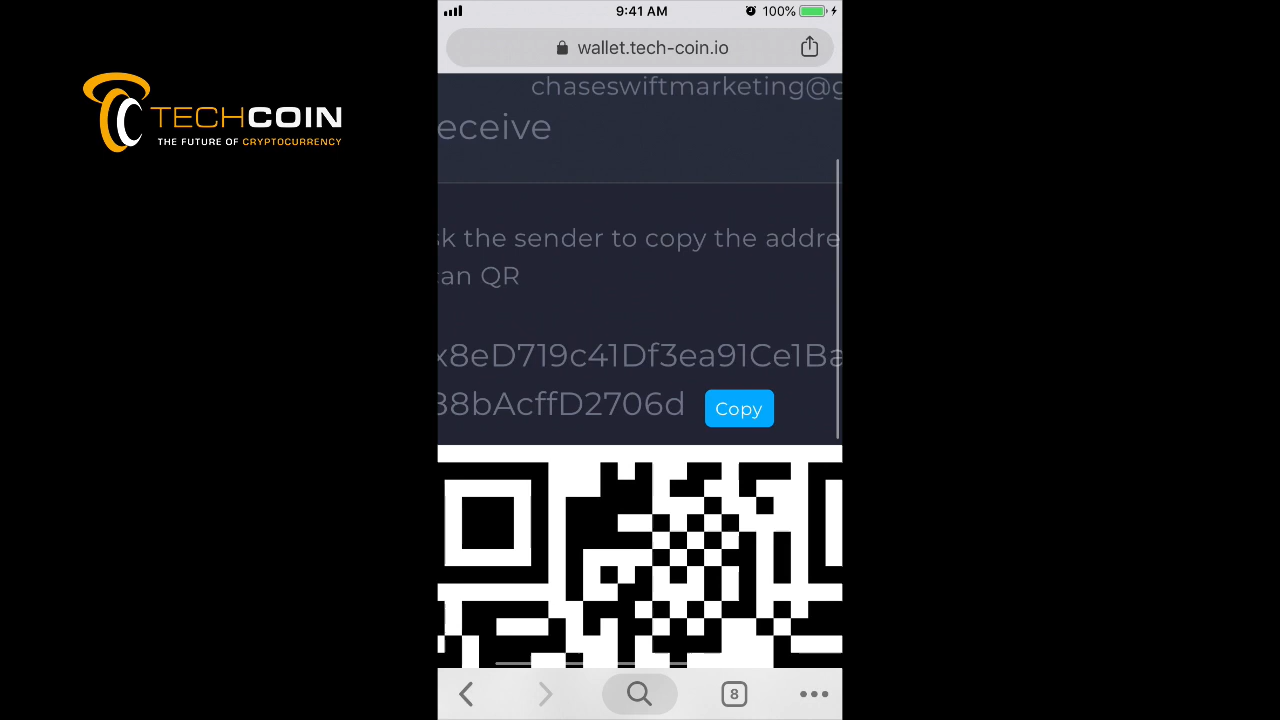 9:41 AM
100%
wallet.tech-coin.io
TECHCOIN
THE FUTURE OF CRYPTOCURRENCY
chaseswiftmarketing@g
eceive
sk the sender to copy the addre
can QR
x8eD719c41Df3ea91Ce1Ba
38bAcffD2706d
Copy
8